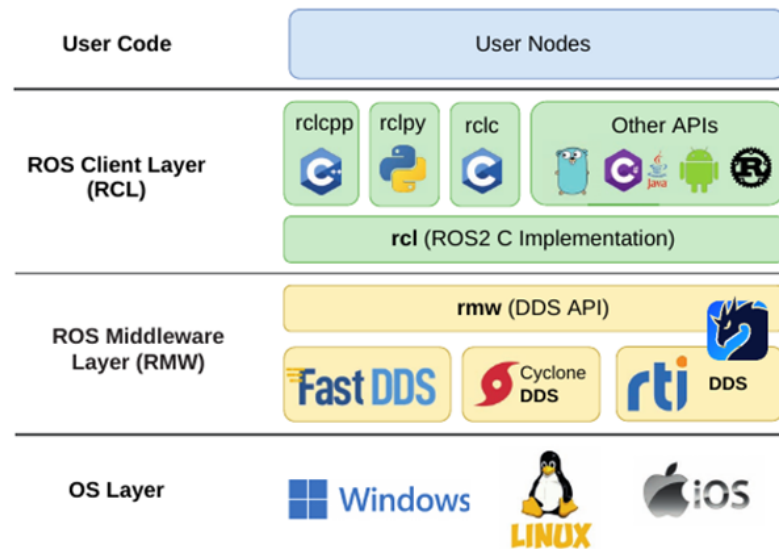 User Code
User Nodes
ROS Client Layer
(RCL)
rclcpp
rclpy
rclc
Other APIs
C++
C
C#
Java
R
rcl (ROS2 C Implementation)
ROS Middleware
Layer (RMW)
rmw (DDS API)
Fast DDS
Cyclone
DDS
rti
DDS
OS Layer
Windows
LINUX
iOS